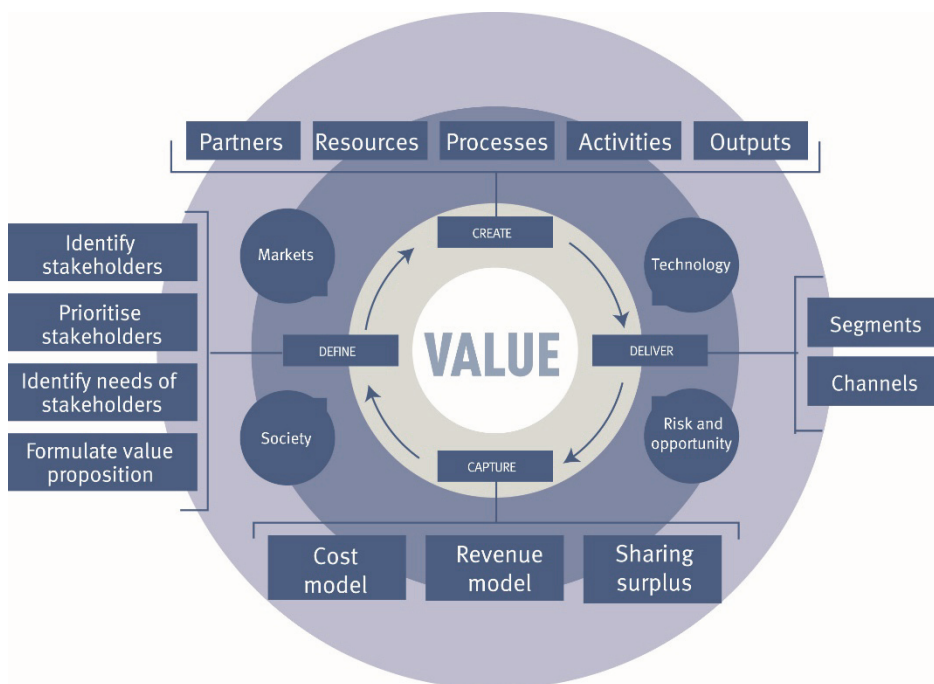 Partners
Resources
Processes
Activities
Outputs
CREATE
Markets
Technology
Identify
stakeholders
Prioritise
stakeholders
Identify needs of
stakeholders
Formulate value
proposition
DEFINE
VALUE
DELIVER
Segments
Channels
Society
Risk and
opportunity
CAPTURE
Cost
model
Revenue
model
Sharing
surplus